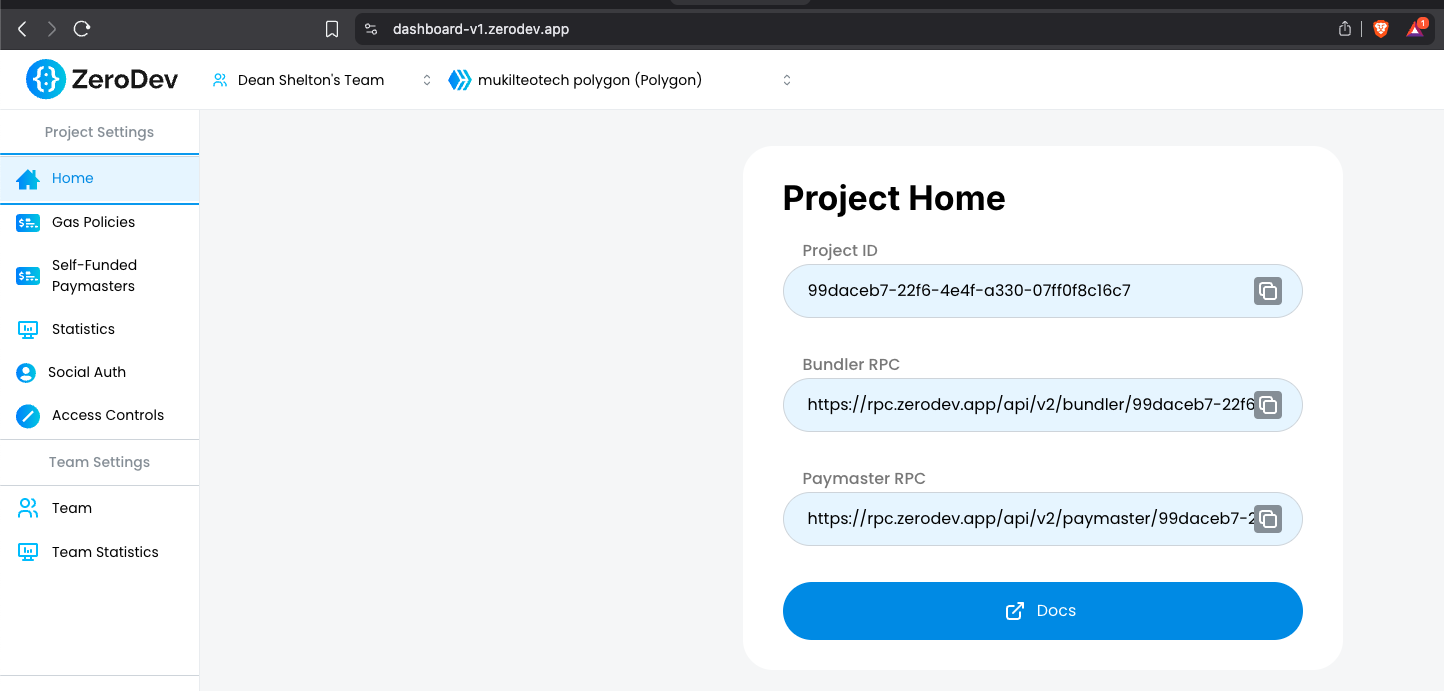 dashboard-v1.zerodev.app
1
ZeroDev
Dean Shelton's Team
mukilteotech polygon (Polygon)
Project Settings
Home
Gas Policies
Self-Funded
Paymasters
Statistics
Social Auth
Access Controls
Team Settings
Team
Team Statistics
Project Home
Project ID
99daceb7-22f6-4e4f-a330-07ff0f8c16c7
Bundler RPC
https://rpc.zerodev.app/api/v2/bundler/99daceb7-22f6
Paymaster RPC
https://rpc.zerodev.app/api/v2/paymaster/99daceb7-2
Docs